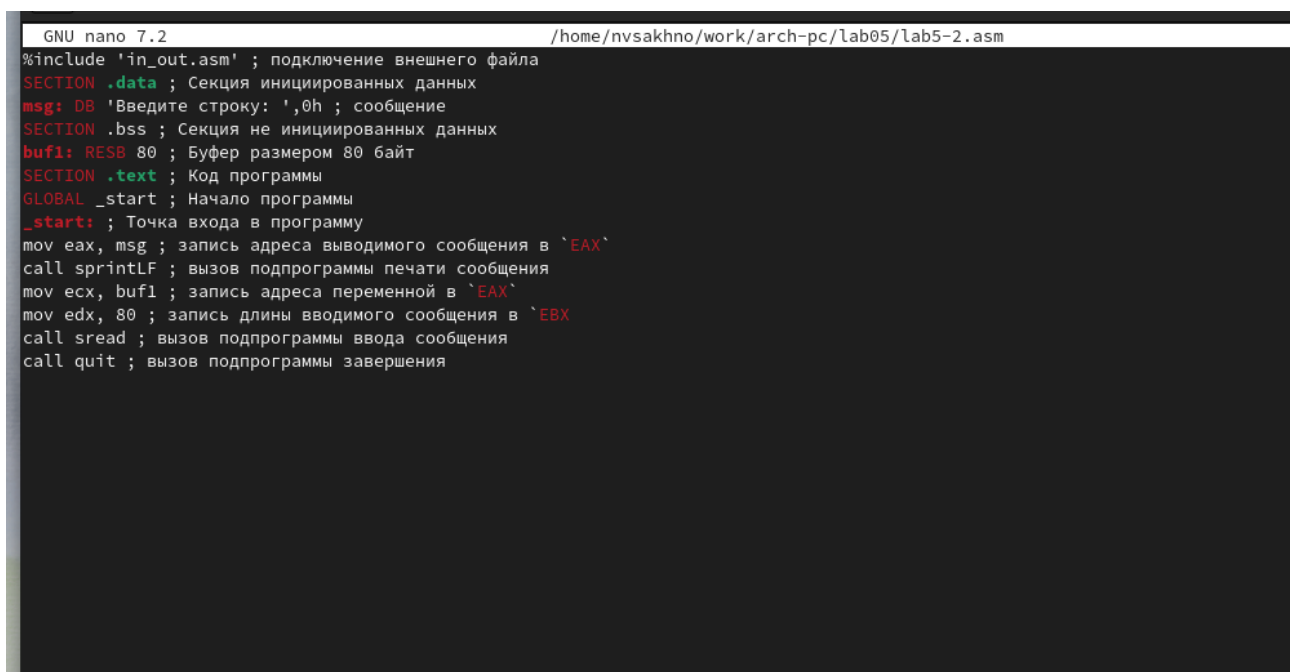 GNU nano 7.2 /home/nvsakhno/work/arch-pc/lab05/lab5-2.asm
%include 'in_out.asm' ; подключение внешнего файла
SECTION .data ; Секция инициированных данных
msg: DB 'Введите строку: ',0h ; сообщение
SECTION .bss ; Секция не инициированных данных
buf1: RESB 80 ; Буфер размером 80 байт
SECTION .text ; Код программы
GLOBAL _start ; Начало программы
_start: ; Точка входа в программу
mov eax, msg ; запись адреса выводимого сообщения в `EAX`
call sprintLF ; вызов подпрограммы печати сообщения
mov ecx, buf1 ; запись адреса переменной в `EAX`
mov edx, 80 ; запись длины вводимого сообщения в `EBX
call sread ; вызов подпрограммы ввода сообщения
call quit ; вызов подпрограммы завершения